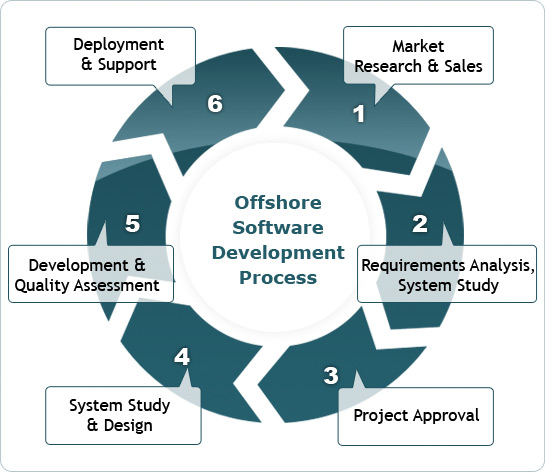 Offshore
Software
Development
Process
1
Market
Research & Sales
2
Requirements Analysis,
System Study
3
Project Approval
4
System Study
& Design
5
Development &
Quality Assessment
6
Deployment
& Support